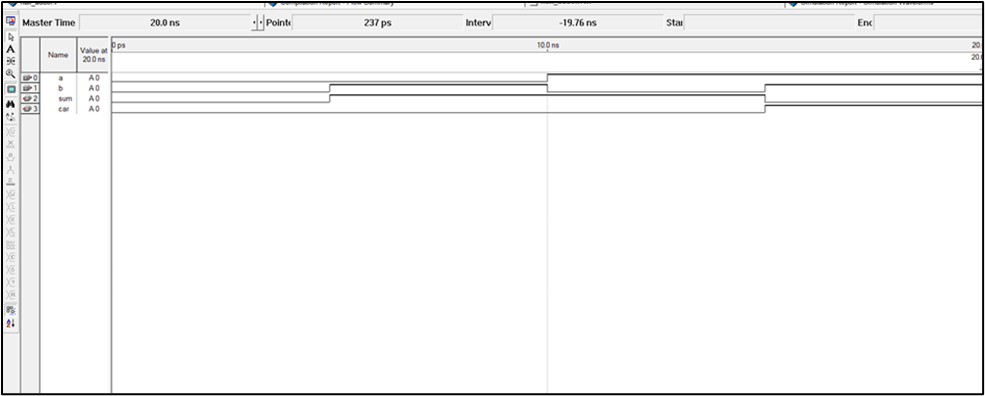 Master Time 20.0 ns Pointe 237 ps Interv -19.76 ns Star End
Name Value at 20.0 ns
0 ps 10.0 ns 20.
20.
0 a A 0
1 b A 0
2 sum A 0
3 car A 0